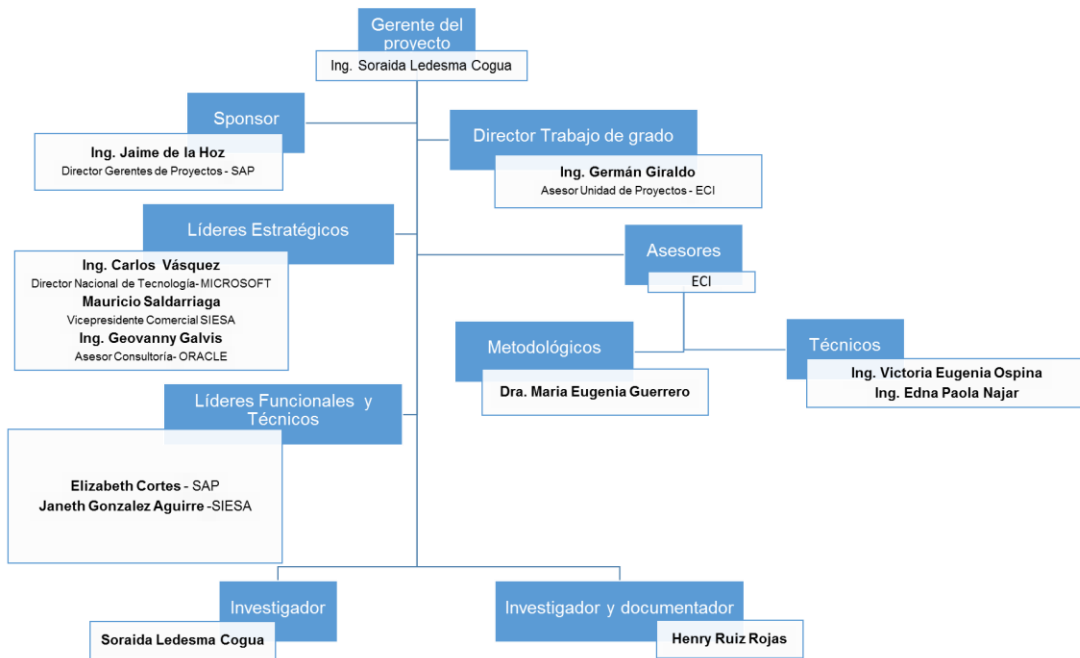 Gerente del
proyecto
Ing. Soraida Ledesma Cogua
Sponsor
Ing. Jaime de la Hoz
Director Gerentes de Proyectos - SAP
Director Trabajo de grado
Ing. Germán Giraldo
Asesor Unidad de Proyectos - ECI
Líderes Estratégicos
Ing. Carlos Vásquez
Director Nacional de Tecnología- MICROSOFT
Mauricio Saldarriaga
Vicepresidente Comercial SIESA
Ing. Geovanny Galvis
Asesor Consultoría- ORACLE
Asesores
ECI
Metodológicos
Dra. Maria Eugenia Guerrero
Técnicos
Ing. Victoria Eugenia Ospina
Ing. Edna Paola Najar
Líderes Funcionales y
Técnicos
Elizabeth Cortes - SAP
Janeth Gonzalez Aguirre -SIESA
Investigador
Soraida Ledesma Cogua
Investigador y documentador
Henry Ruiz Rojas